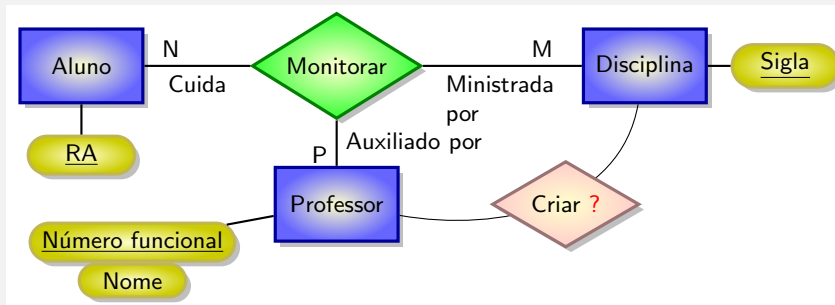 Aluno
N
Cuida
Monitorar
M
Ministrada
por
Disciplina
Sigla
RA
P
Auxiliado por
Professor
Criar ?
Número funcional
Nome